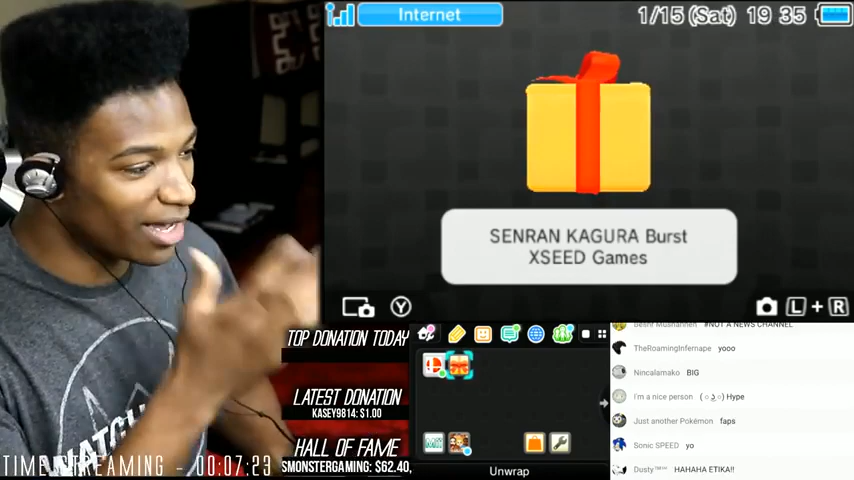 Internet
1/15(Sat) 19 35
SENRAN KAGURA Burst
XSEED Games
Y
L + R
TOP DONATION TODAY
LATEST DONATION
KASEY9814: $1.00
HALL OF FAME
SMONSTERGAMING: $62.40,
TIME STREAMING - 00:07:23
Unwrap
#NOT A NEWS CHANNEL
TheRoamingInfernape yooo
Nincalamako BIG
I'm a nice person Hype
Just another Pokémon faps
Sonic SPEED yo
Dusty™™ HAHAHA ETIKA!!